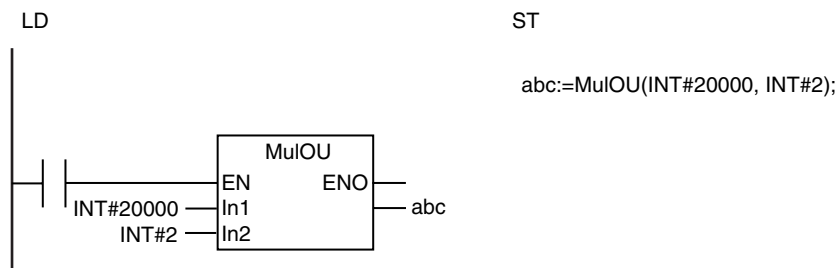 LD
ST
abc:=MulOU(INT#20000, INT#2);
MulOU
EN ENO
INT#20000 In1 abc
INT#2 In2